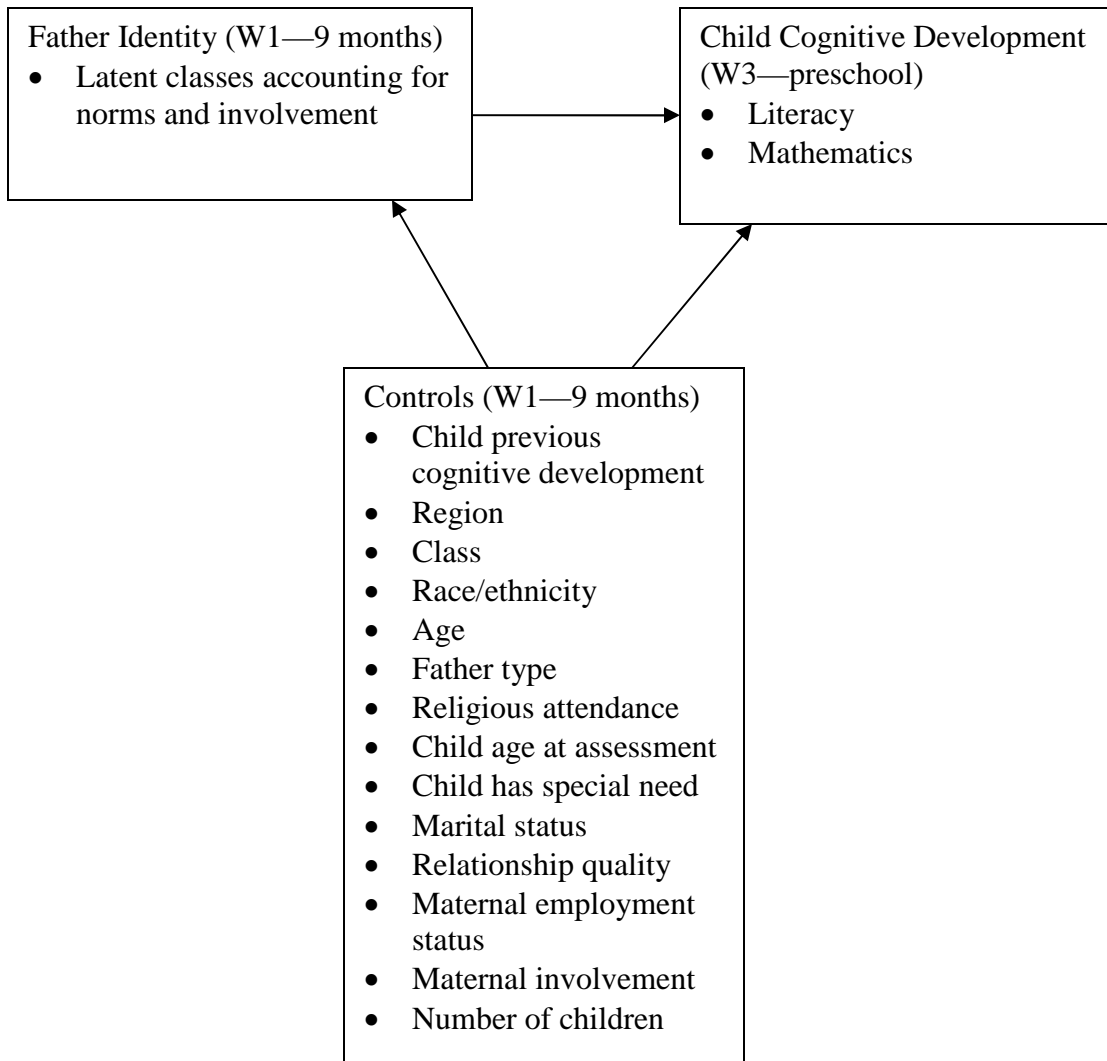 Father Identity (W1—9 months)
• Latent classes accounting for
norms and involvement
Child Cognitive Development
(W3—preschool)
• Literacy
• Mathematics
Controls (W1—9 months)
• Child previous
cognitive development
• Region
• Class
• Race/ethnicity
• Age
• Father type
• Religious attendance
• Child age at assessment
• Child has special need
• Marital status
• Relationship quality
• Maternal employment
status
• Maternal involvement
• Number of children